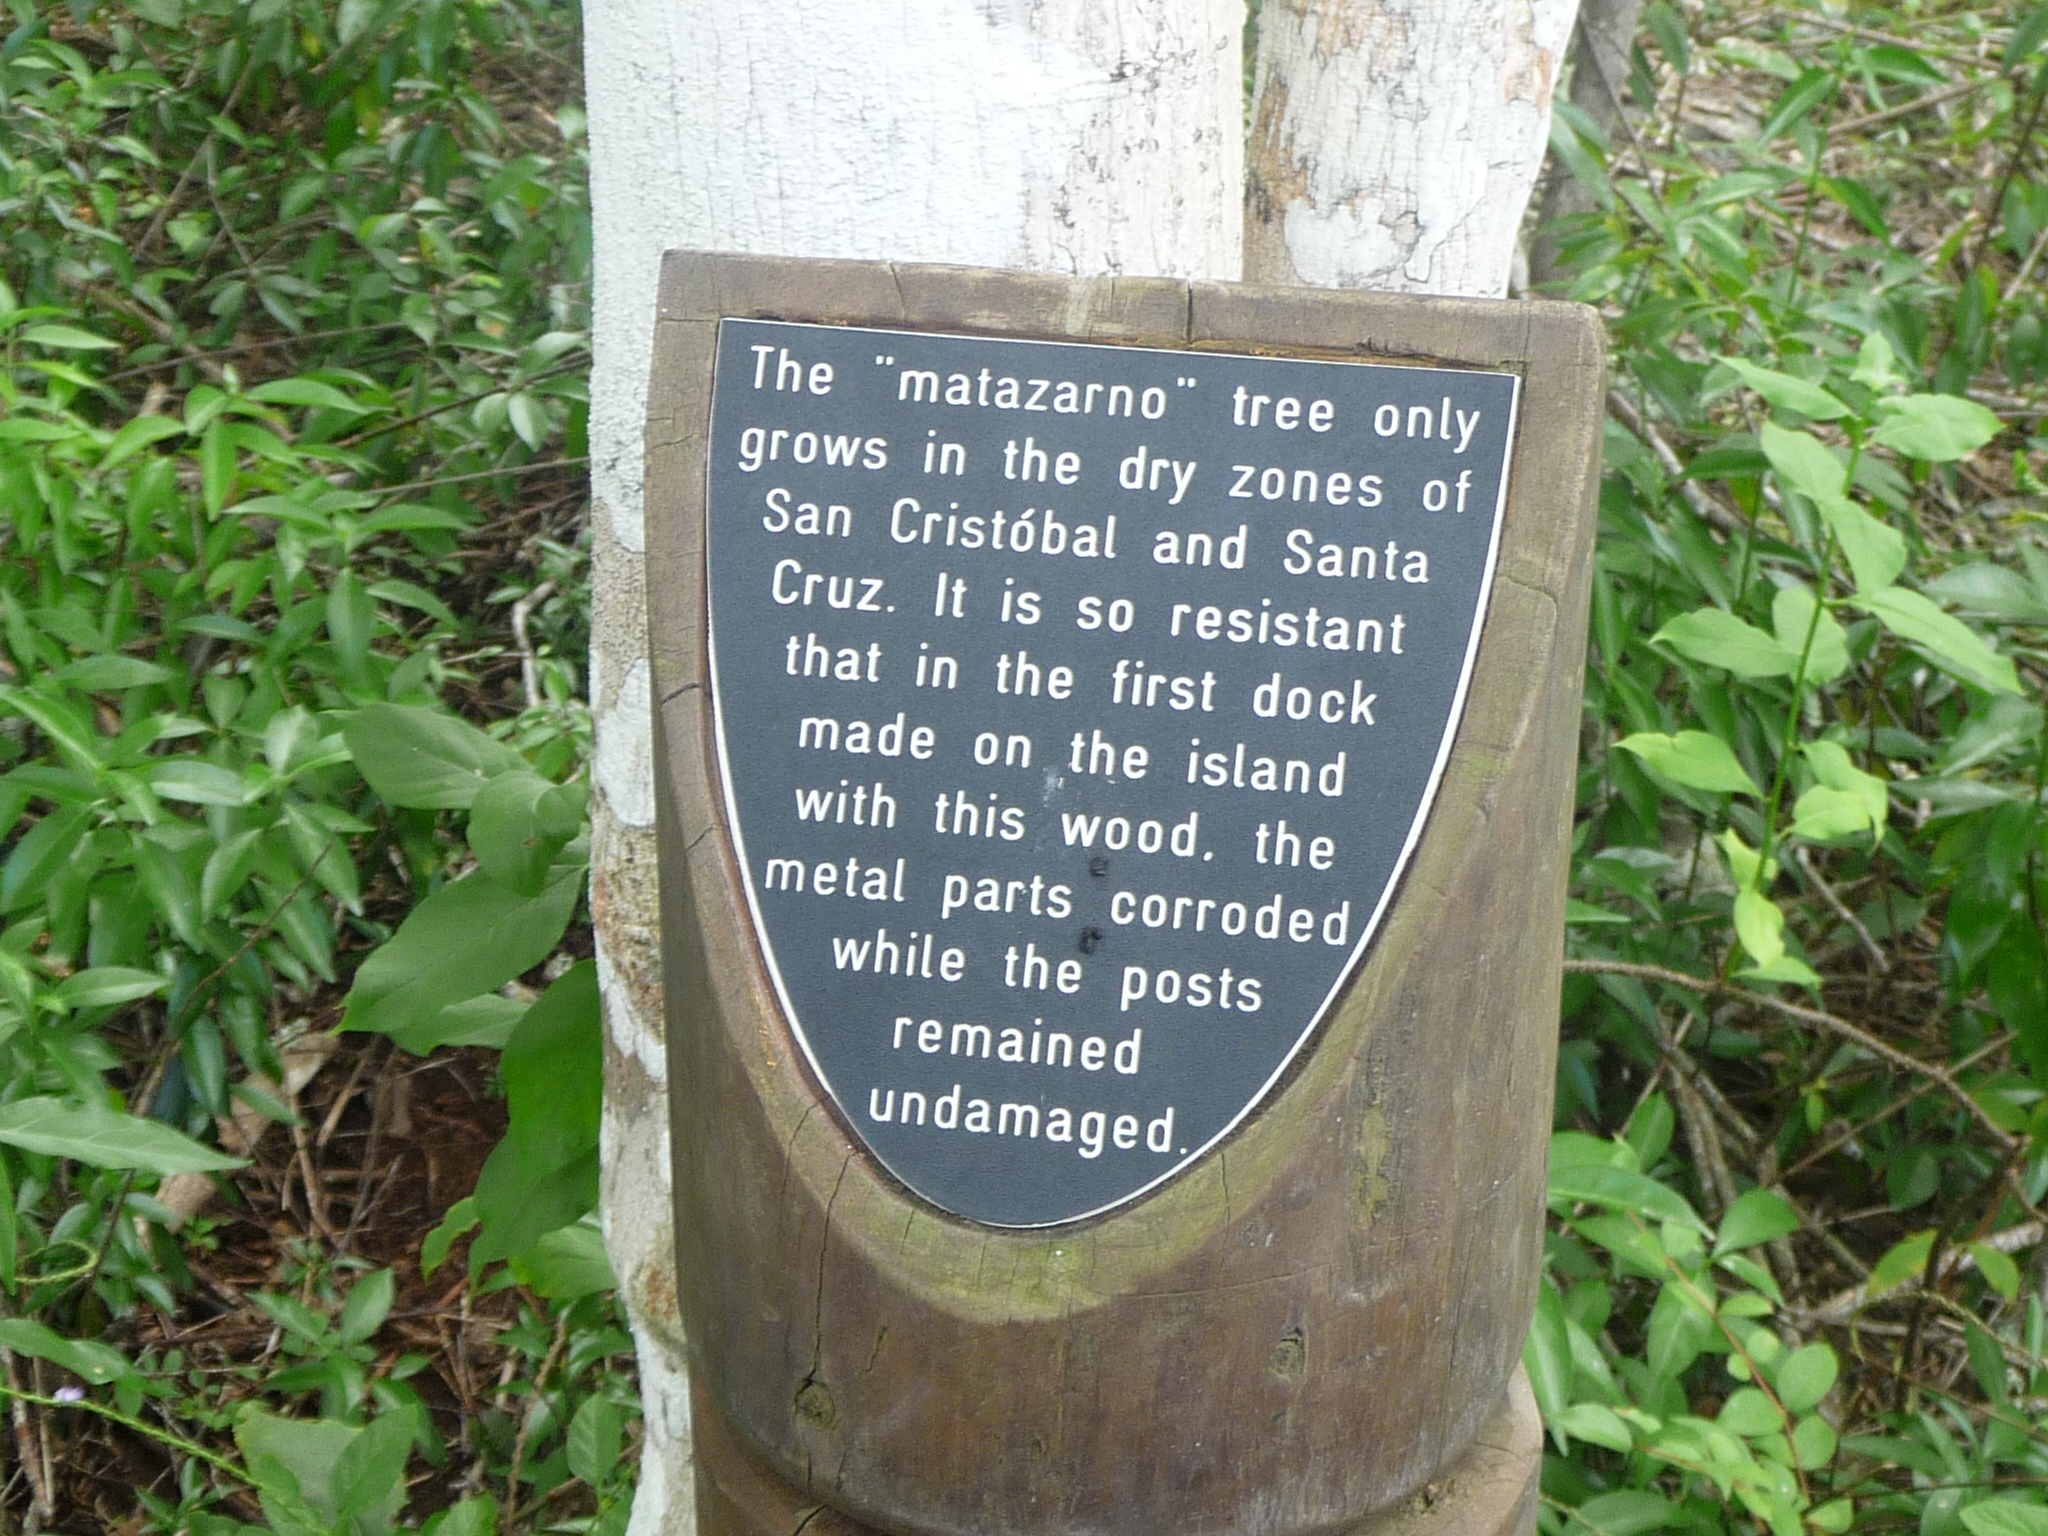 The "matazarno" tree only
grows in the dry zones of
San Cristóbal and Santa
Cruz. It is so resistant
that in the first dock
made on the island
with this wood. the
metal parts corroded
while the posts
remained
undamaged.